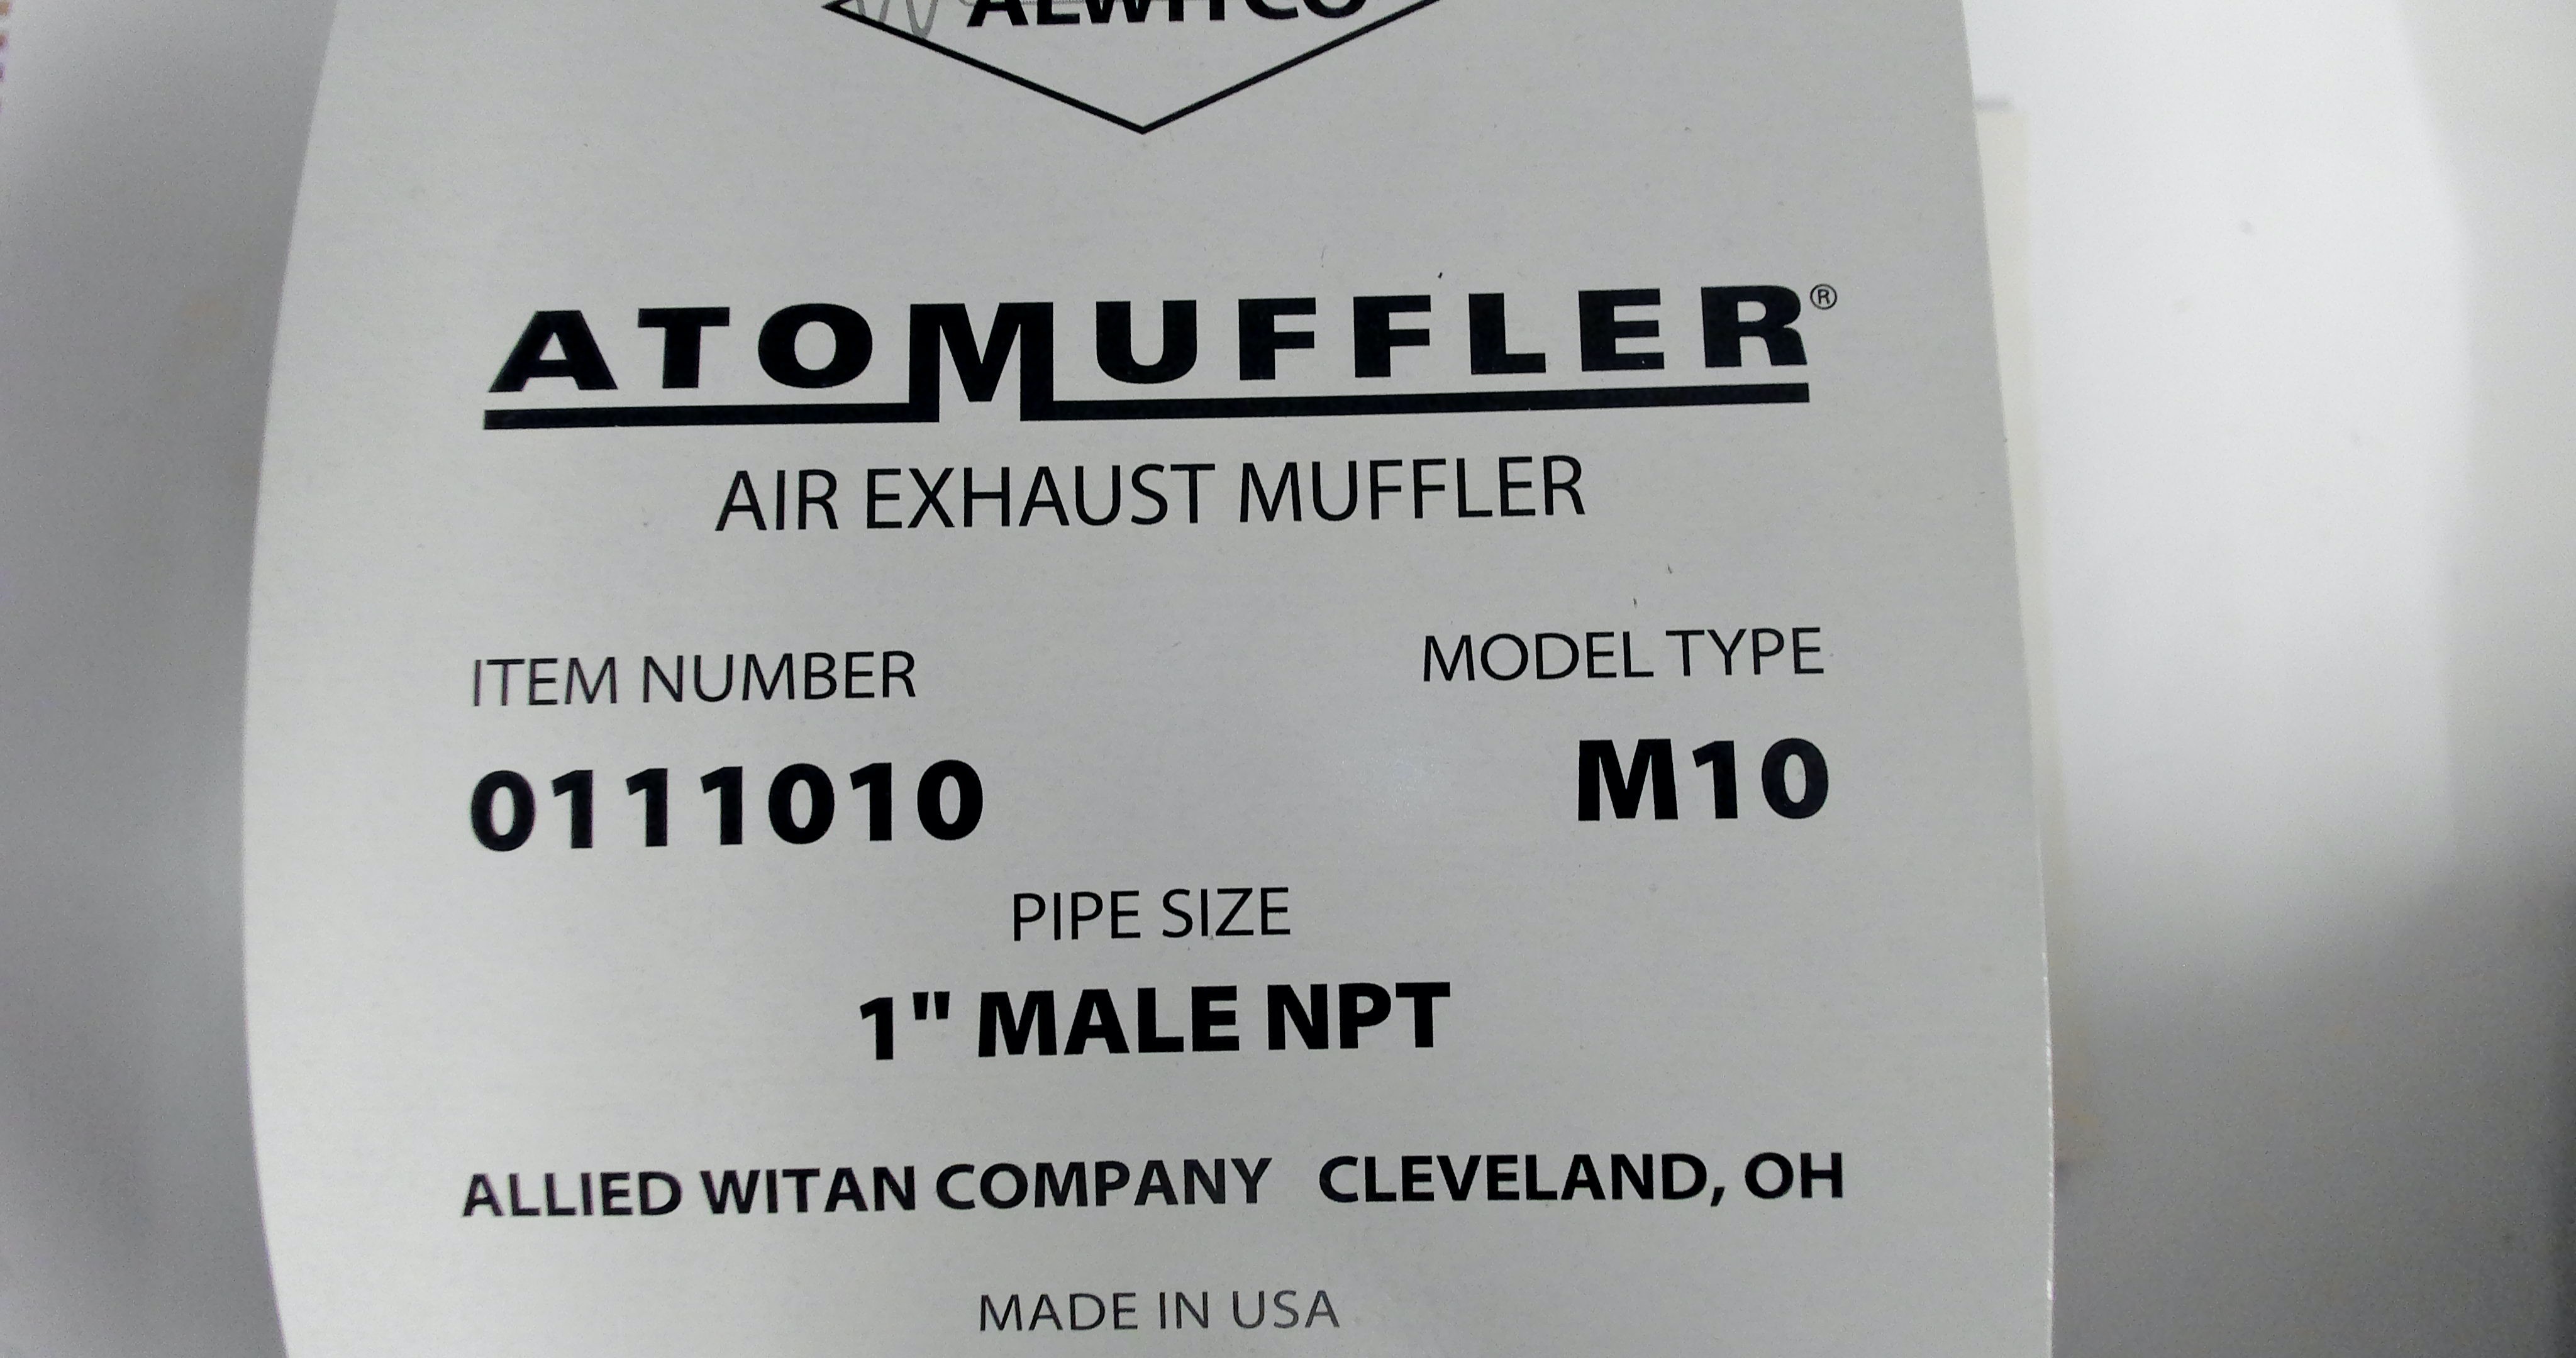 ALWITCO
ATOMUFFLER®
AIR EXHAUST MUFFLER
ITEM NUMBER MODEL TYPE
0111010 M10
PIPE SIZE
1" MALE NPT
ALLIED WITAN COMPANY CLEVELAND, OH
MADE IN USA